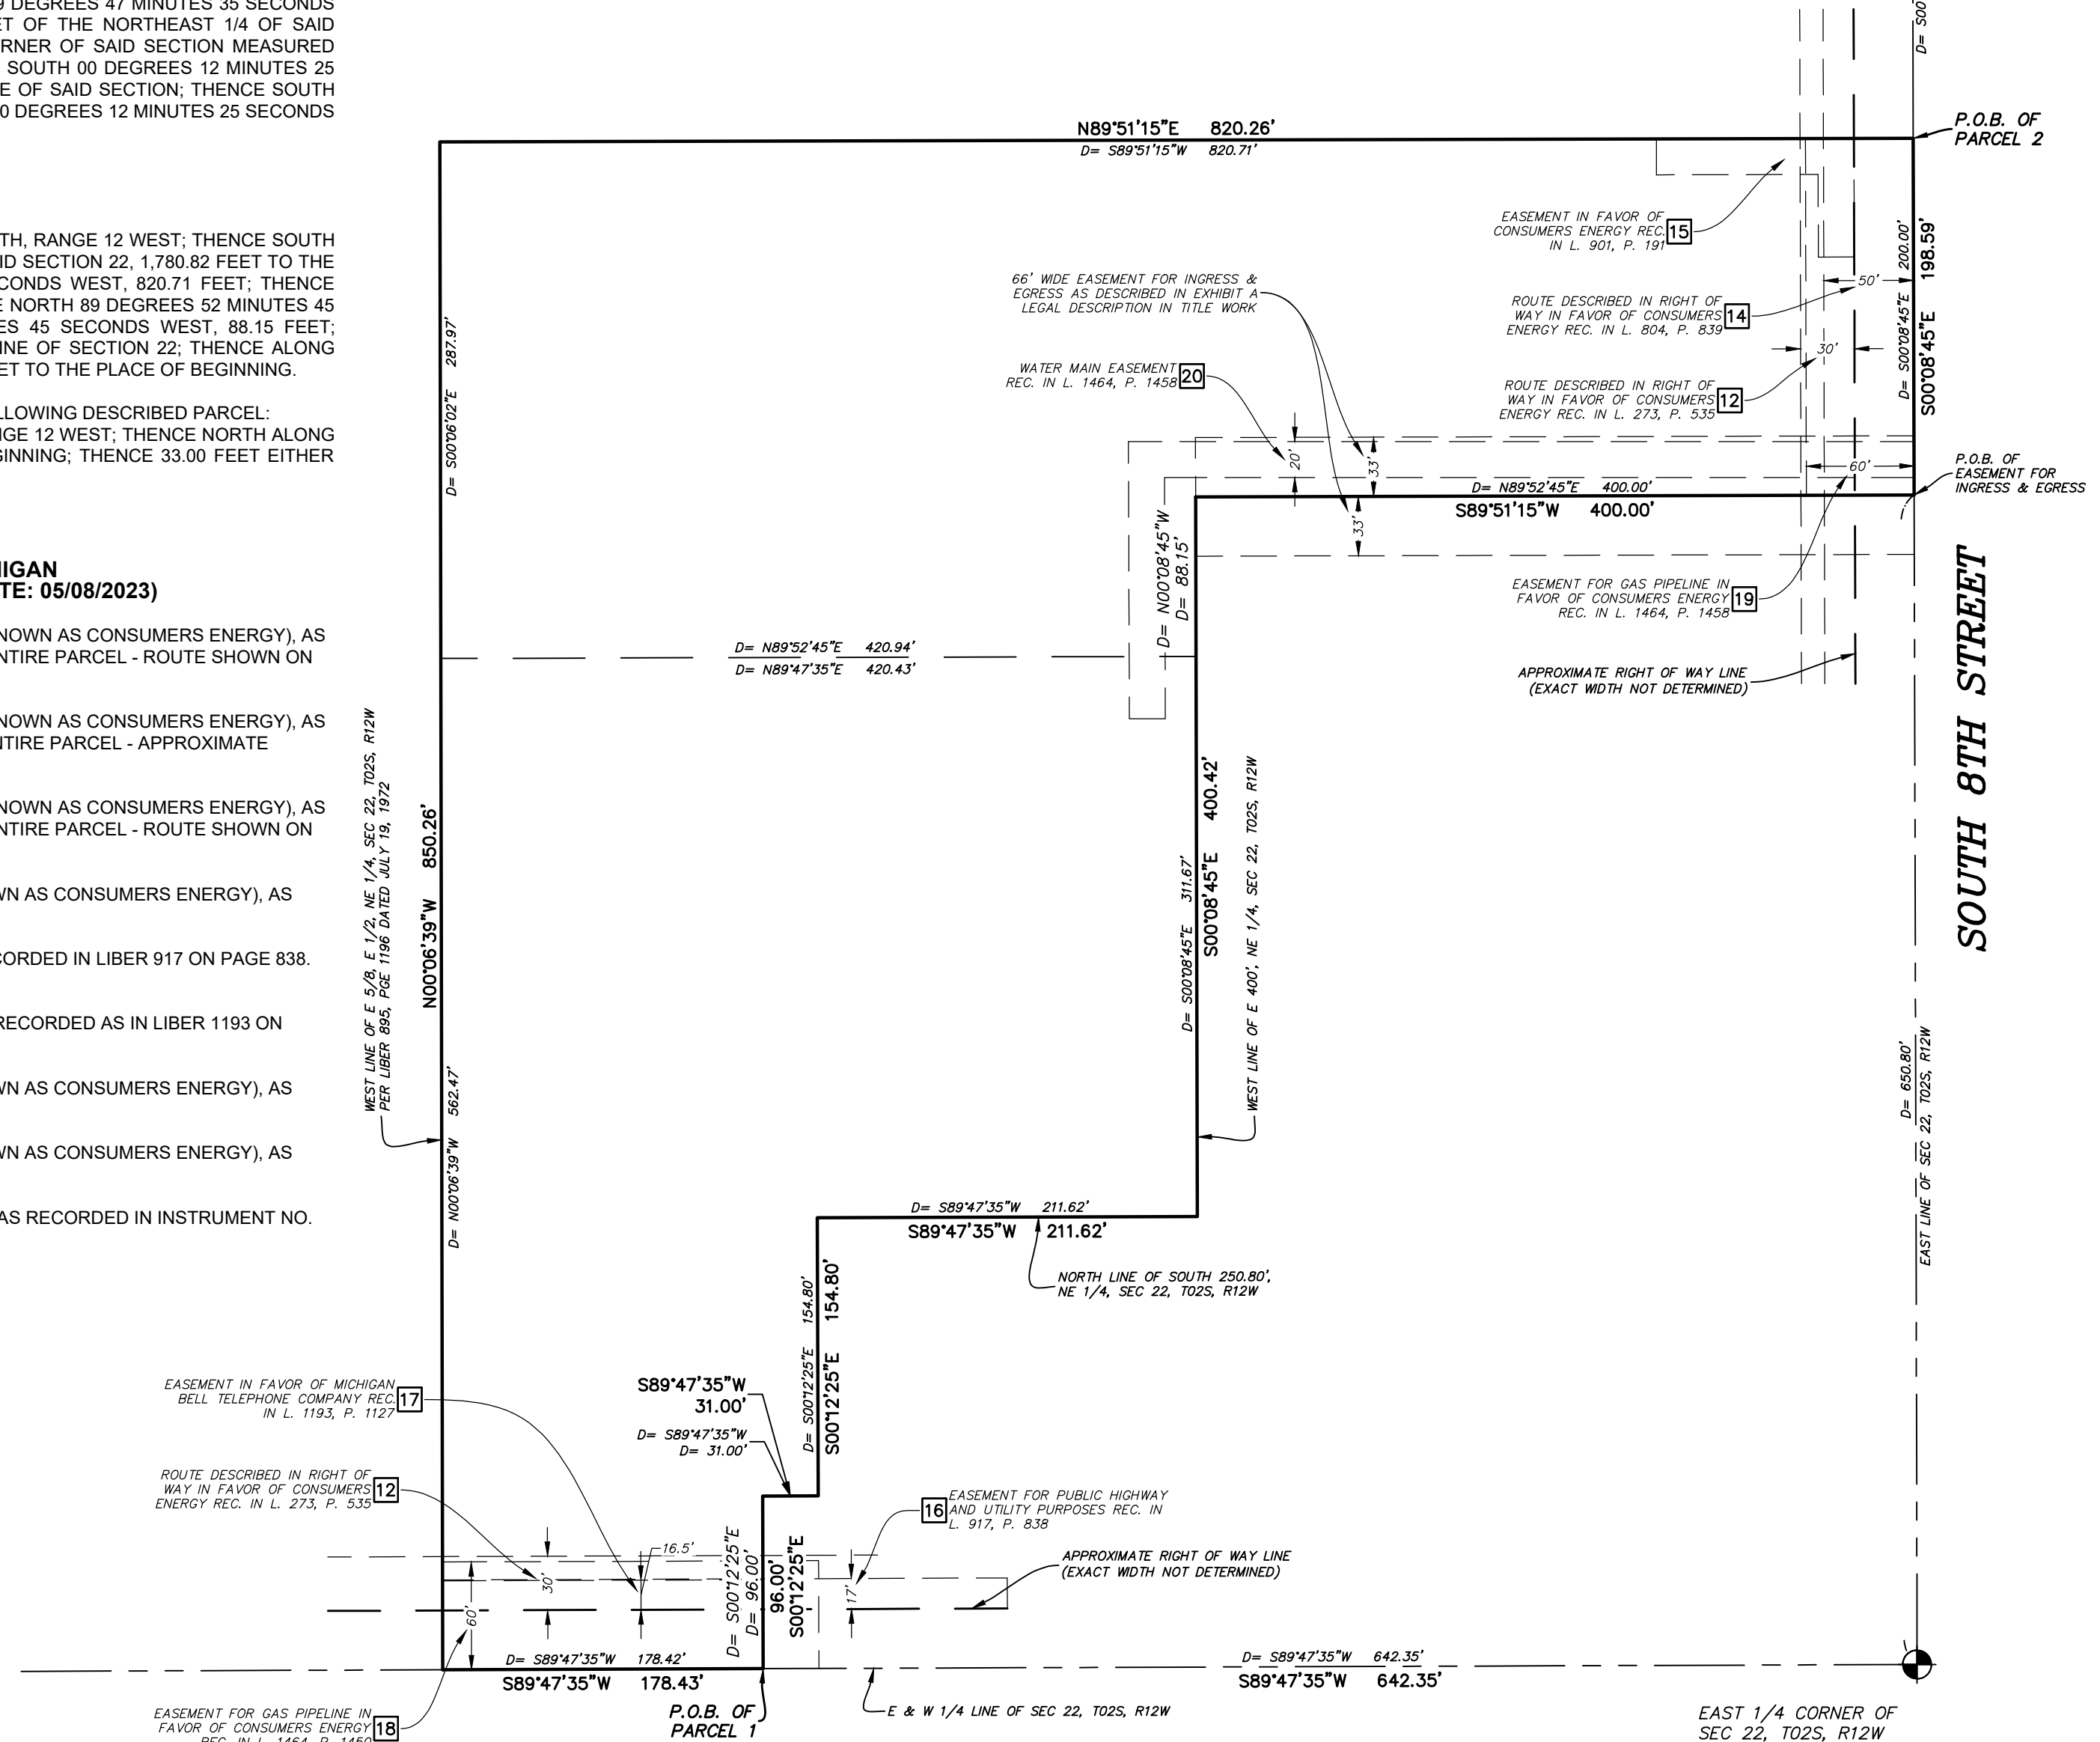 9 DEGREES 47 MINUTES 35 SECONDS
ET OF THE NORTHEAST 1/4 OF SAID
RNER OF SAID SECTION MEASURED
SOUTH 00 DEGREES 12 MINUTES 25
E OF SAID SECTION; THENCE SOUTH
0 DEGREES 12 MINUTES 25 SECONDS
TH, RANGE 12 WEST; THENCE SOUTH
ID SECTION 22, 1,780.82 FEET TO THE
CONDS WEST, 820.71 FEET; THENCE
E NORTH 89 DEGREES 52 MINUTES 45
ES 45 SECONDS WEST, 88.15 FEET;
INE OF SECTION 22; THENCE ALONG
ET TO THE PLACE OF BEGINNING.
LLOWING DESCRIBED PARCEL:
NGE 12 WEST; THENCE NORTH ALONG
GINNING; THENCE 33.00 FEET EITHER
HIGAN
TE: 05/08/2023)
NOWN AS CONSUMERS ENERGY), AS
NTIRE PARCEL - ROUTE SHOWN ON
NOWN AS CONSUMERS ENERGY), AS
NTIRE PARCEL - APPROXIMATE
NOWN AS CONSUMERS ENERGY), AS
NTIRE PARCEL - ROUTE SHOWN ON
WN AS CONSUMERS ENERGY), AS
CORDED IN LIBER 917 ON PAGE 838.
RECORDED AS IN LIBER 1193 ON
WN AS CONSUMERS ENERGY), AS
WN AS CONSUMERS ENERGY), AS
AS RECORDED IN INSTRUMENT NO.
N89°51'15"E 820.26'
D= S89°51'15"W 820.71'
D= S00
P.O.B. OF
PARCEL 2
EASEMENT IN FAVOR OF
CONSUMERS ENERGY REC.
IN L. 901, P. 191
15
ROUTE DESCRIBED IN RIGHT OF
WAY IN FAVOR OF CONSUMERS
ENERGY REC. IN L. 804, P. 839
14
50'
30'
ROUTE DESCRIBED IN RIGHT OF
WAY IN FAVOR OF CONSUMERS
ENERGY REC. IN L. 273, P. 535
12
D= S00°08'45"E 200.00'
S00°08'45"E 198.59'
66' WIDE EASEMENT FOR INGRESS &
EGRESS AS DESCRIBED IN EXHIBIT A
LEGAL DESCRIPTION IN TITLE WORK
WATER MAIN EASEMENT
REC. IN L. 1464, P. 1458
20
20'
33'
60'
P.O.B. OF
EASEMENT FOR
INGRESS & EGRESS
D= N89°52'45"E 400.00'
S89°51'15"W 400.00'
33'
D= N00°08'45"W
D= 88.15'
EASEMENT FOR GAS PIPELINE IN
FAVOR OF CONSUMERS ENERGY
REC. IN L. 1464, P. 1458
19
APPROXIMATE RIGHT OF WAY LINE
(EXACT WIDTH NOT DETERMINED)
SOUTH 8TH STREET
D= S00°06'02"E 287.97'
D= N89°52'45"E 420.94'
D= N89°47'35"E 420.43'
WEST LINE OF E 5/8, E 1/2, NE 1/4, SEC 22, T02S, R12W
PER LIBER 895, PGE 1196 DATED JULY 19, 1972
N00°06'39"W 850.26'
D= N00°06'39"W 562.47'
D= S00°08'45"E 311.67'
S00°08'45"E 400.42'
WEST LINE OF E 400', NE 1/4, SEC 22, T02S, R12W
D= 650.80'
EAST LINE OF SEC 22, T02S, R12W
D= S89°47'35"W 211.62'
S89°47'35"W 211.62'
NORTH LINE OF SOUTH 250.80',
NE 1/4, SEC 22, T02S, R12W
D= S00°12'25"E 154.80'
S00°12'25"E 154.80'
S89°47'35"W
31.00'
D= S89°47'35"W
D= 31.00'
EASEMENT IN FAVOR OF MICHIGAN
BELL TELEPHONE COMPANY REC.
IN L. 1193, P. 1127
17
ROUTE DESCRIBED IN RIGHT OF
WAY IN FAVOR OF CONSUMERS
ENERGY REC. IN L. 273, P. 535
12
16
EASEMENT FOR PUBLIC HIGHWAY
AND UTILITY PURPOSES REC. IN
L. 917, P. 838
APPROXIMATE RIGHT OF WAY LINE
(EXACT WIDTH NOT DETERMINED)
16.5'
30'
60'
17'
D= S00°12'25"E
D= 96.00'
96.00'
S00°12'25"E
D= S89°47'35"W 178.42'
S89°47'35"W 178.43'
D= S89°47'35"W 642.35'
S89°47'35"W 642.35'
P.O.B. OF
PARCEL 1
E & W 1/4 LINE OF SEC 22, T02S, R12W
EAST 1/4 CORNER OF
SEC 22, T02S, R12W
EASEMENT FOR GAS PIPELINE IN
FAVOR OF CONSUMERS ENERGY
REC. IN L. 1464, P. 1450
18